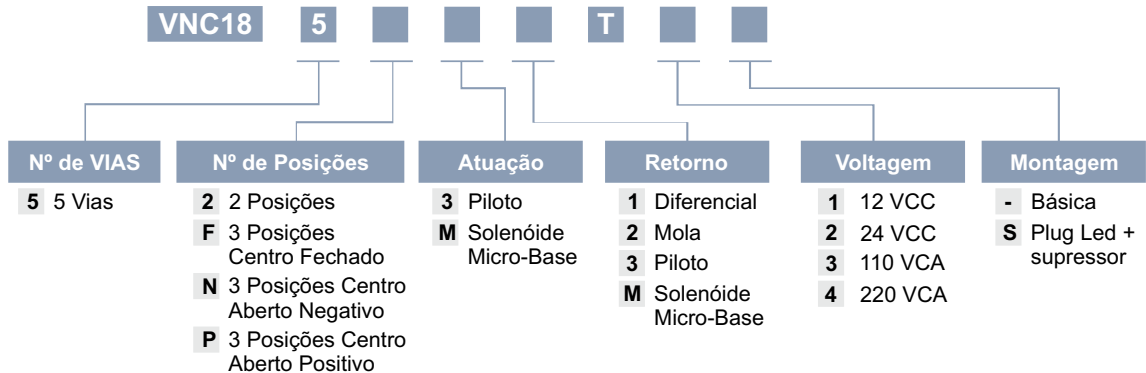 VNC18 5 T
Nº de VIAS
5 5 Vias
Nº de Posições
2 2 Posições
F 3 Posições
Centro Fechado
N 3 Posições Centro
Aberto Negativo
P 3 Posições Centro
Aberto Positivo
Atuação
3 Piloto
M Solenóide
Micro-Base
Retorno
1 Diferencial
2 Mola
3 Piloto
M Solenóide
Micro-Base
Voltagem
1 12 VCC
2 24 VCC
3 110 VCA
4 220 VCA
Montagem
- Básica
S Plug Led +
supressor